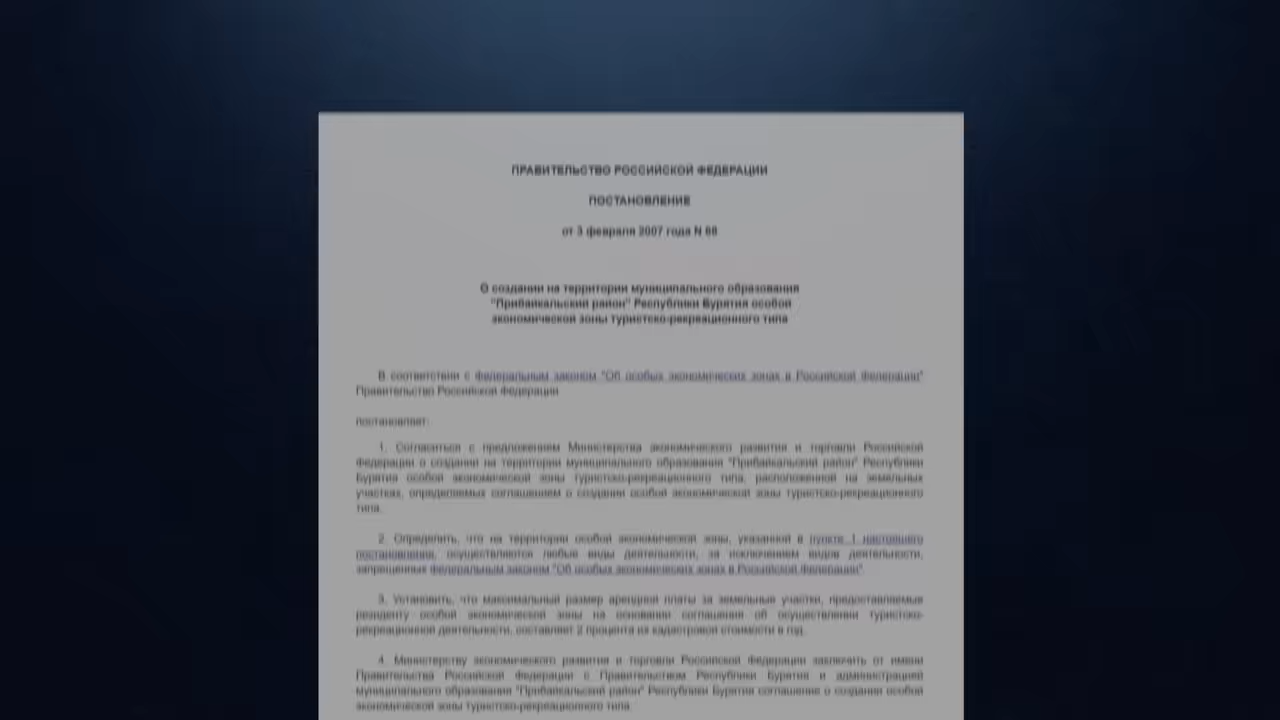 ПРАВИТЕЛЬСТВО РОССИЙСКОЙ ФЕДЕРАЦИИ
ПОСТАНОВЛЕНИЕ
от 3 февраля 2007 года N 68
О создании на территории муниципального образования
"Прибайкальский район" Республики Бурятия особой
экономической зоны туристско-рекреационного типа
В соответствии с федеральным законом "Об особых экономических зонах в Российской Федерации"
Правительство Российской Федерации
постановляет:
1. Согласиться с предложением Министерства экономического развития и торговли Российской
Федерации о создании на территории муниципального образования "Прибайкальский район" Республики
Бурятия особой экономической зоны туристско-рекреационного типа, расположенной на земельных
участках, определяемых соглашением о создании особой экономической зоны туристско-рекреационного
типа.
2. Определить, что на территории особой экономической зоны, указанной в пункте 1 настоящего
постановления, осуществляются любые виды деятельности, за исключением видов деятельности,
запрещенных федеральным законом "Об особых экономических зонах в Российской Федерации".
3. Установить, что максимальный размер арендной платы за земельные участки, предоставляемые
резиденту особой экономической зоны на основании соглашения об осуществлении туристско-
рекреационной деятельности, составляет 2 процента их кадастровой стоимости в год.
4. Министерству экономического развития и торговли Российской Федерации заключить от имени
Правительства Российской Федерации с Правительством Республики Бурятия и администрацией
муниципального образования "Прибайкальский район" Республики Бурятия соглашение о создании особой
экономической зоны туристско-рекреационного типа.